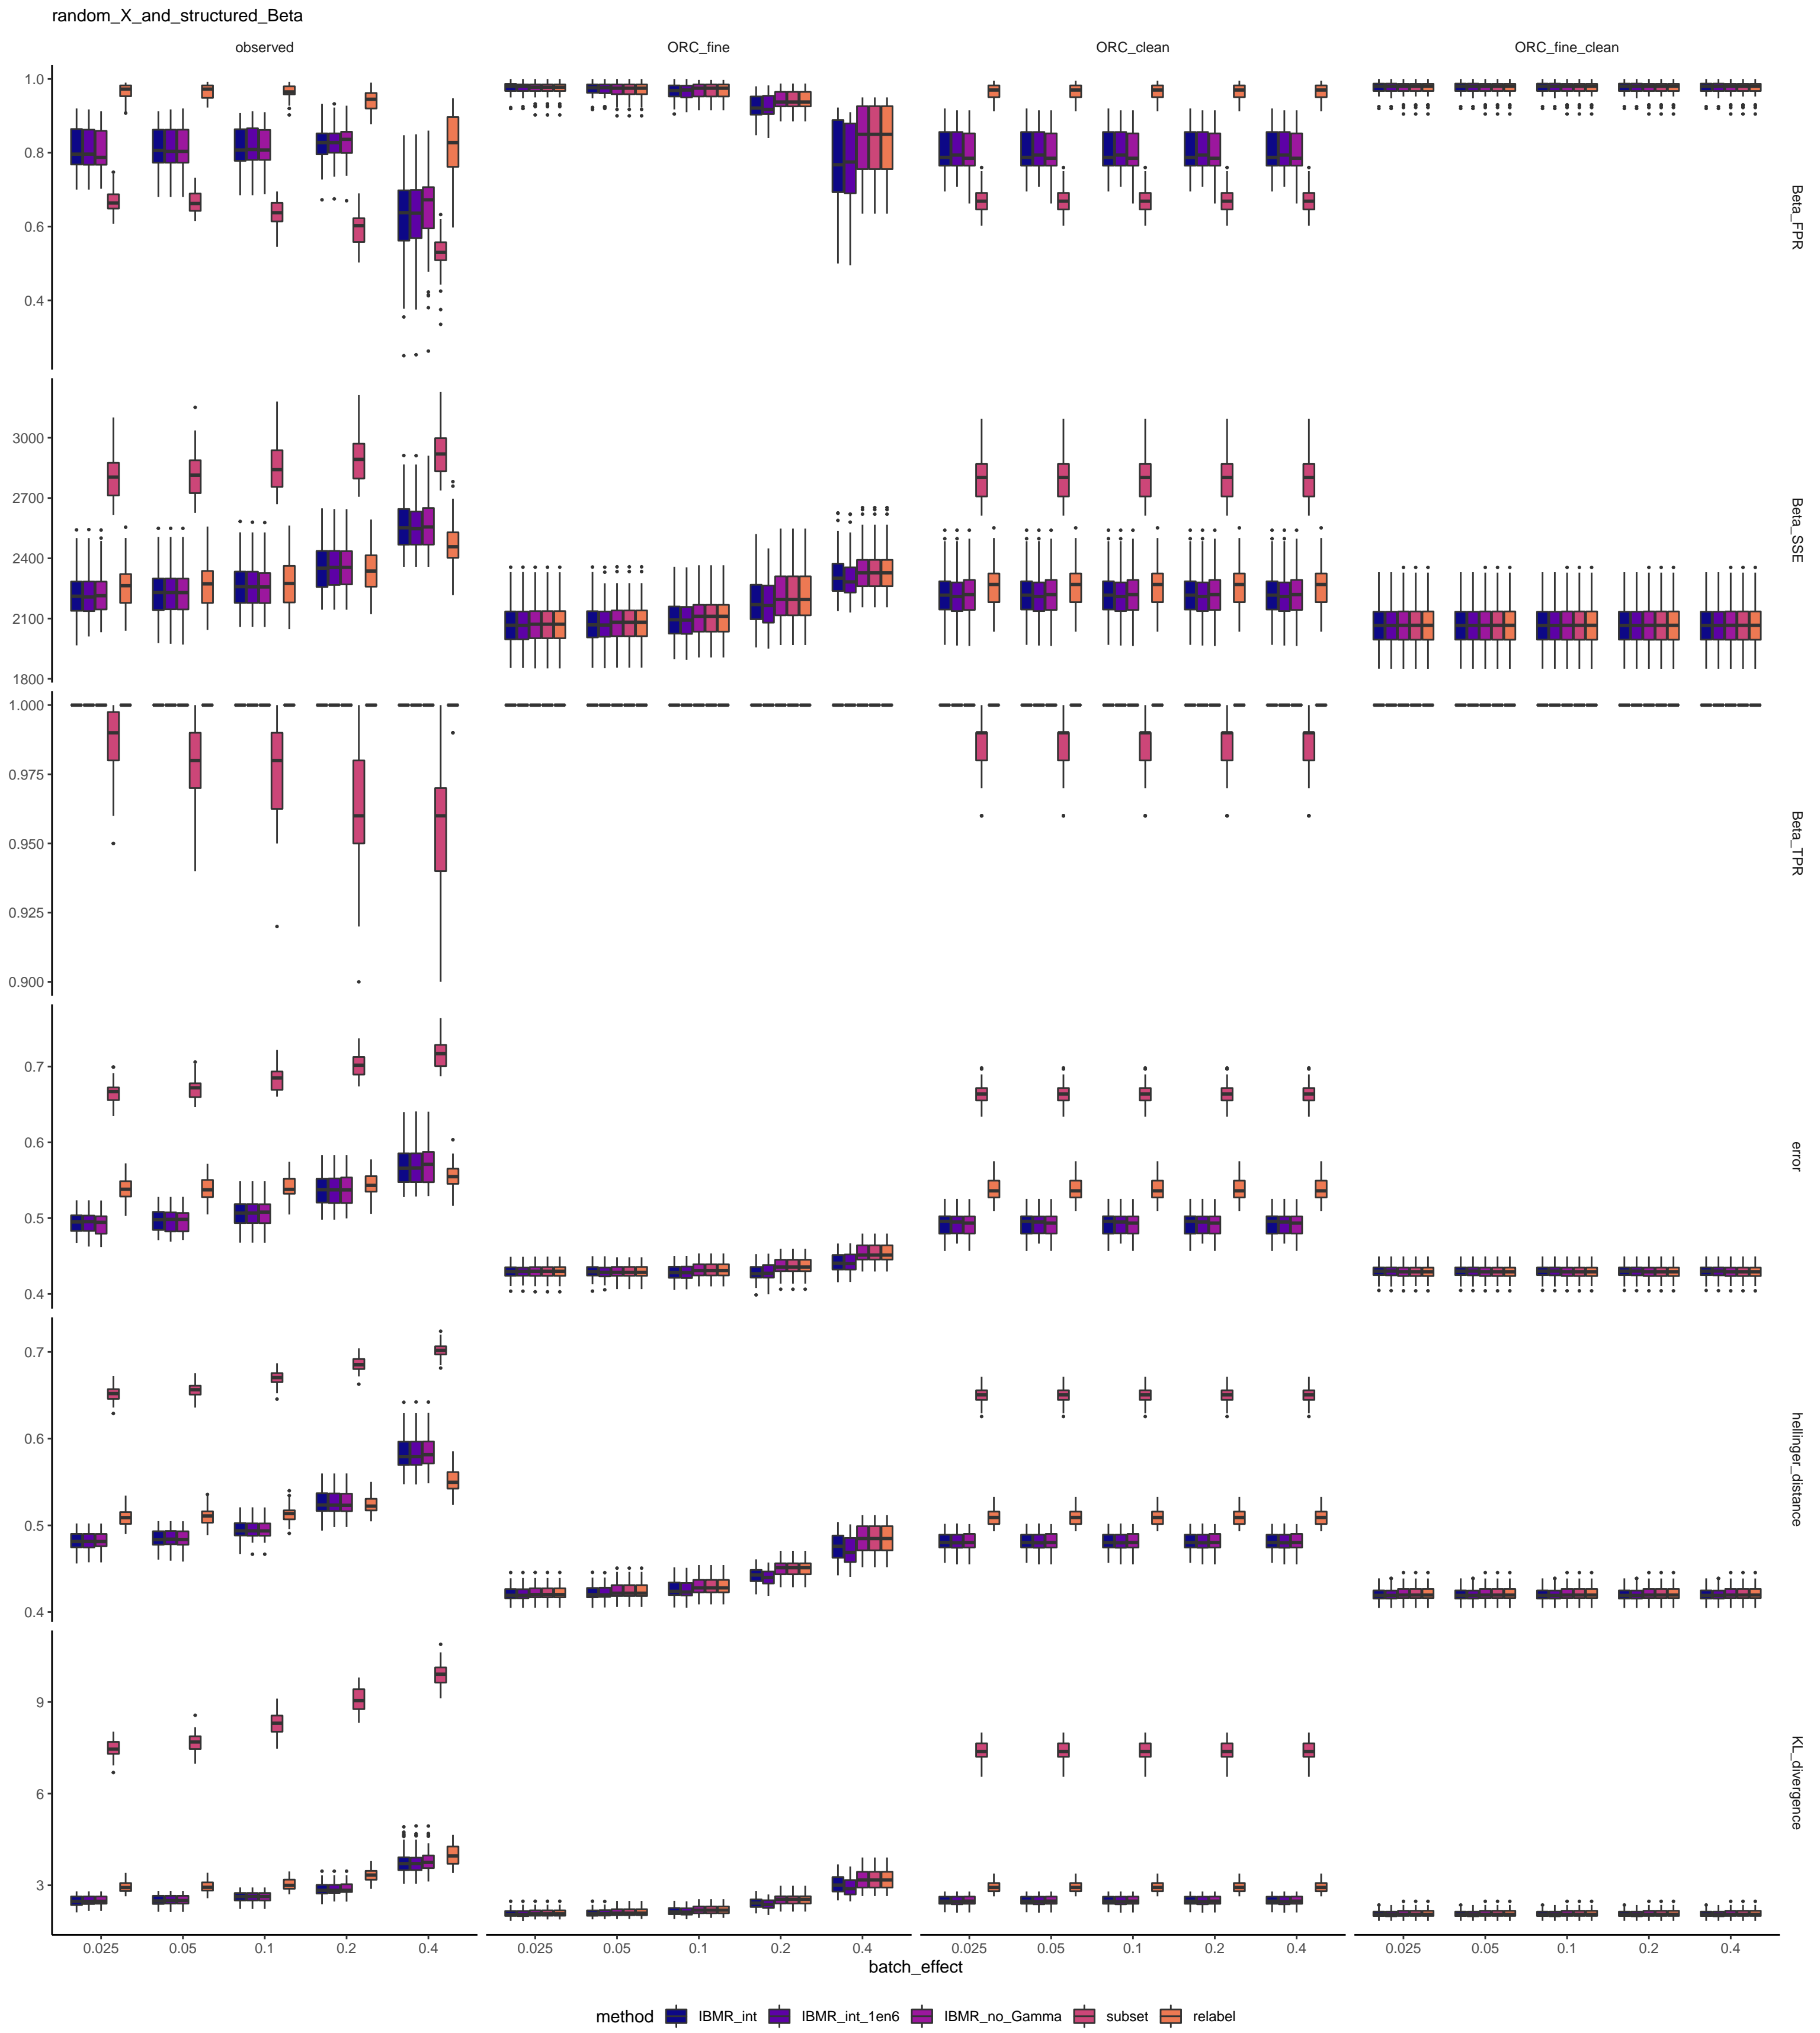 random_X_and_structured_Beta
observed ORC_fine ORC_clean ORC_fine_clean
1.0
0.8
0.6
0.4
Beta_FPR
3000
2700
2400
2100
1800
Beta_SSE
1.000
0.975
0.950
0.925
0.900
Beta_TPR
0.7
0.6
0.5
0.4
error
0.7
0.6
0.5
0.4
hellinger_distance
9
6
3
KL_divergence
0.025 0.05 0.1 0.2 0.4 0.025 0.05 0.1 0.2 0.4 0.025 0.05 0.1 0.2 0.4 0.025 0.05 0.1 0.2 0.4
batch_effect
method IBMR_int IBMR_int_1en6 IBMR_no_Gamma subset relabel